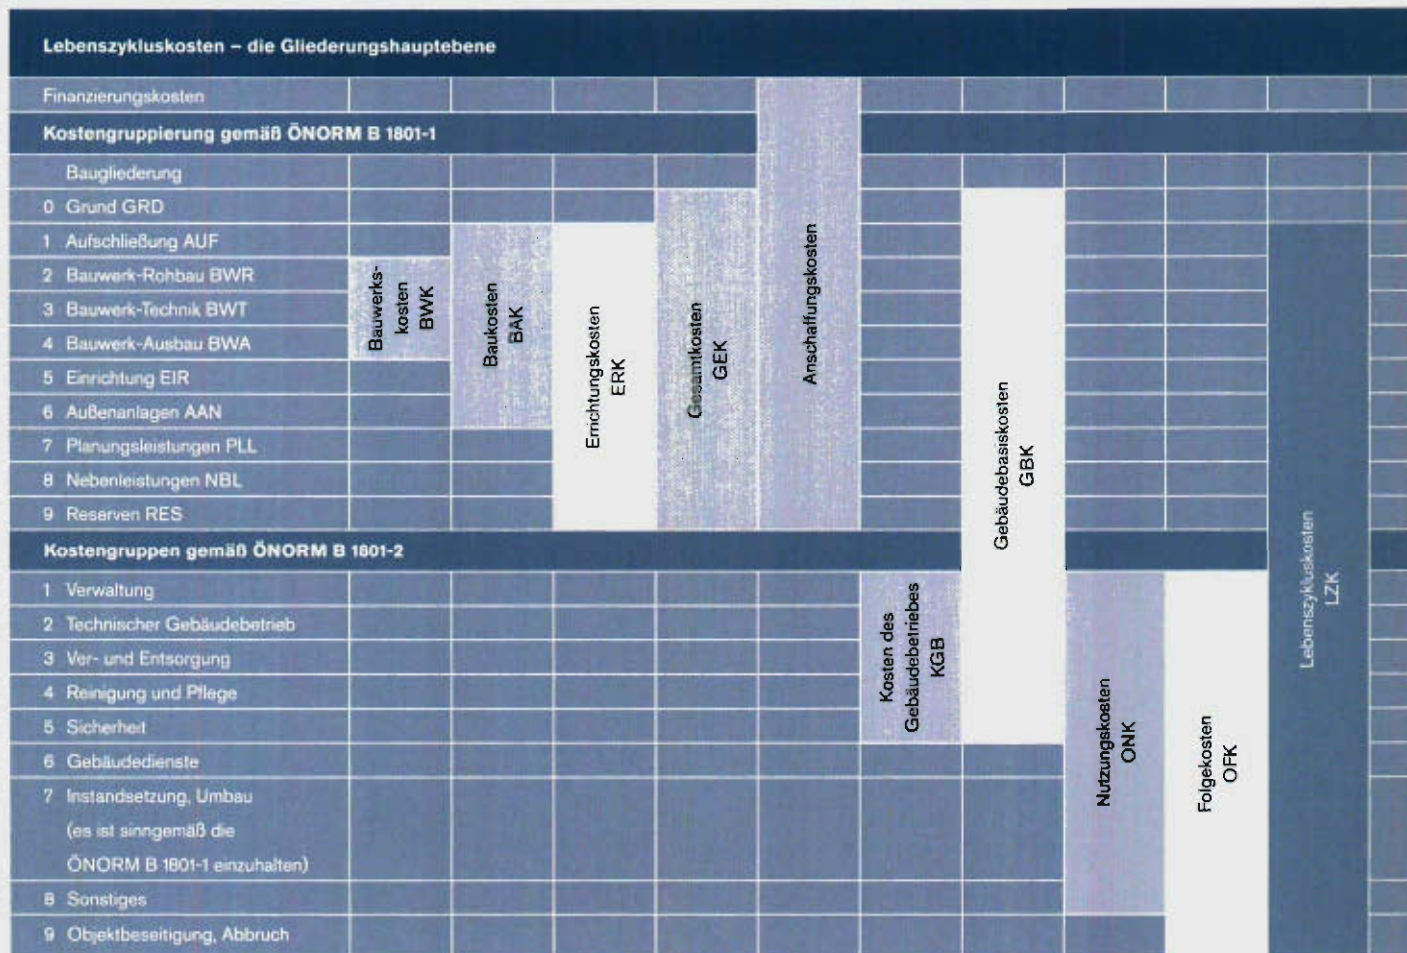 Lebenszykluskosten – die Gliederungshauptebene
Finanzierungskosten
Kostengruppierung gemäß ÖNORM B 1801-1
Baugliederung
0 Grund GRD
1 Aufschließung AUF
2 Bauwerk-Rohbau BWR
3 Bauwerk-Technik BWT
4 Bauwerk-Ausbau BWA
5 Einrichtung EIR
6 Außenanlagen AAN
7 Planungsleistungen PLL
8 Nebenleistungen NBL
9 Reserven RES
Bauwerks-
kosten
BWK
Baukosten
BAK
Errichtungskosten
ERK
Gesamtkosten
GEK
Anschaffungskosten
Kostengruppen gemäß ÖNORM B 1801-2
1 Verwaltung
2 Technischer Gebäudebetrieb
3 Ver- und Entsorgung
4 Reinigung und Pflege
5 Sicherheit
6 Gebäudedienste
7 Instandsetzung, Umbau
(es ist sinngemäß die
ÖNORM B 1801-1 einzuhalten)
8 Sonstiges
9 Objektbeseitigung, Abbruch
Kosten des
Gebäudebetriebes
KGB
Gebäudebasiskosten
GBK
Nutzungskosten
ONK
Folgekosten
OFK
Lebenszykluskosten
LZK